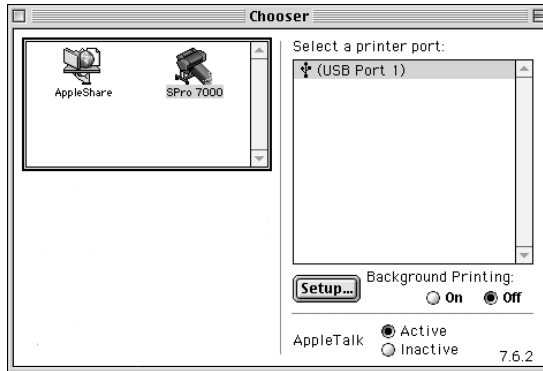 Chooser
AppleShare
SPro 7000
Select a printer port:
(USB Port 1)
Setup...
Background Printing:
On Off
AppleTalk
Active
Inactive
7.6.2